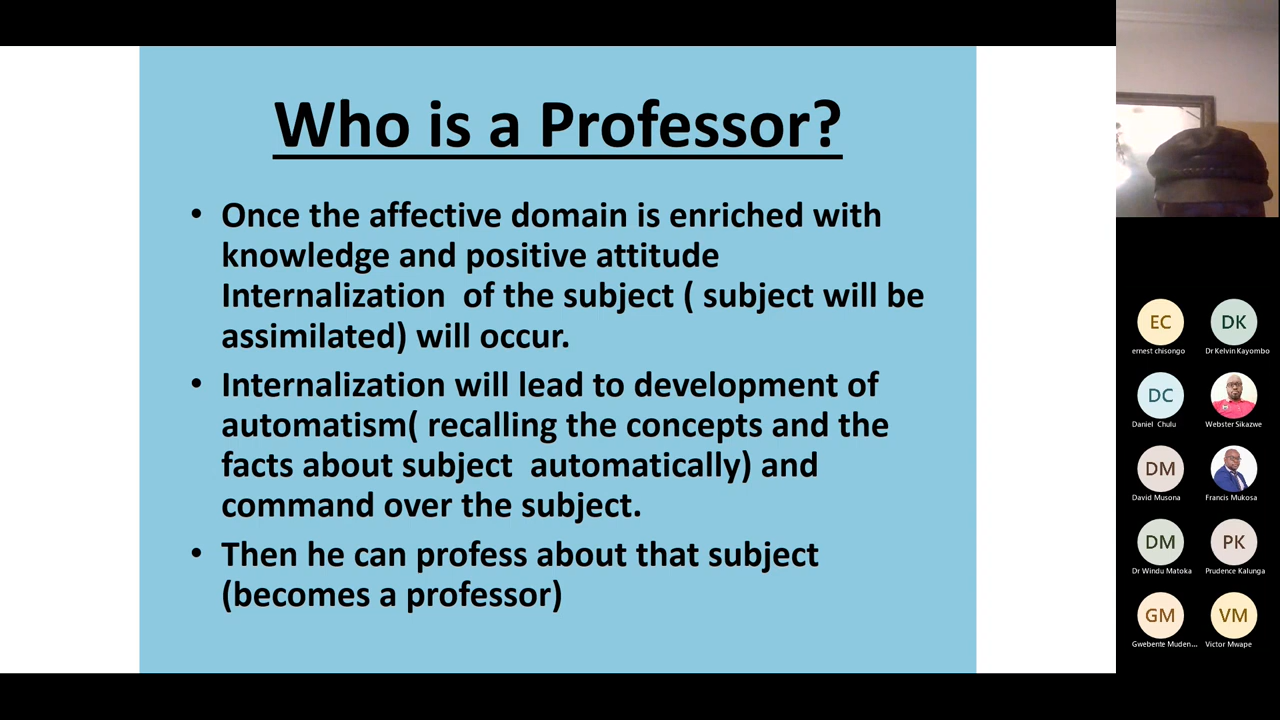 Who is a Professor?
• Once the affective domain is enriched with
knowledge and positive attitude
Internalization  of the subject ( subject will be
assimilated) will occur.
• Internalization will lead to development of
automatism( recalling the concepts and the
facts about subject  automatically) and
command over the subject.
• Then he can profess about that subject
(becomes a professor)
EC
DK
ernest chisongo
Dr Kelvin Kayombo
DC
Daniel Chulu
Webster Sikazwe
DM
David Musona
Francis Mukosa
DM
PK
Dr Windu Matoka
Prudence Kalunga
GM
VM
Gwebente Muden...
Victor Mwape